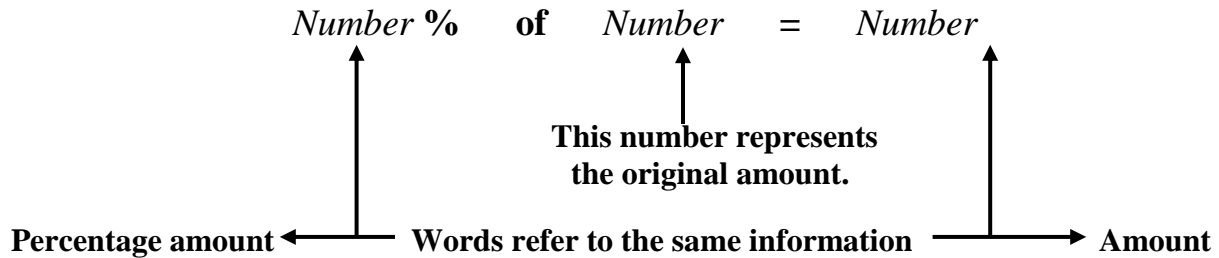 Number % of Number = Number
This number represents
the original amount.
Percentage amount Words refer to the same information Amount